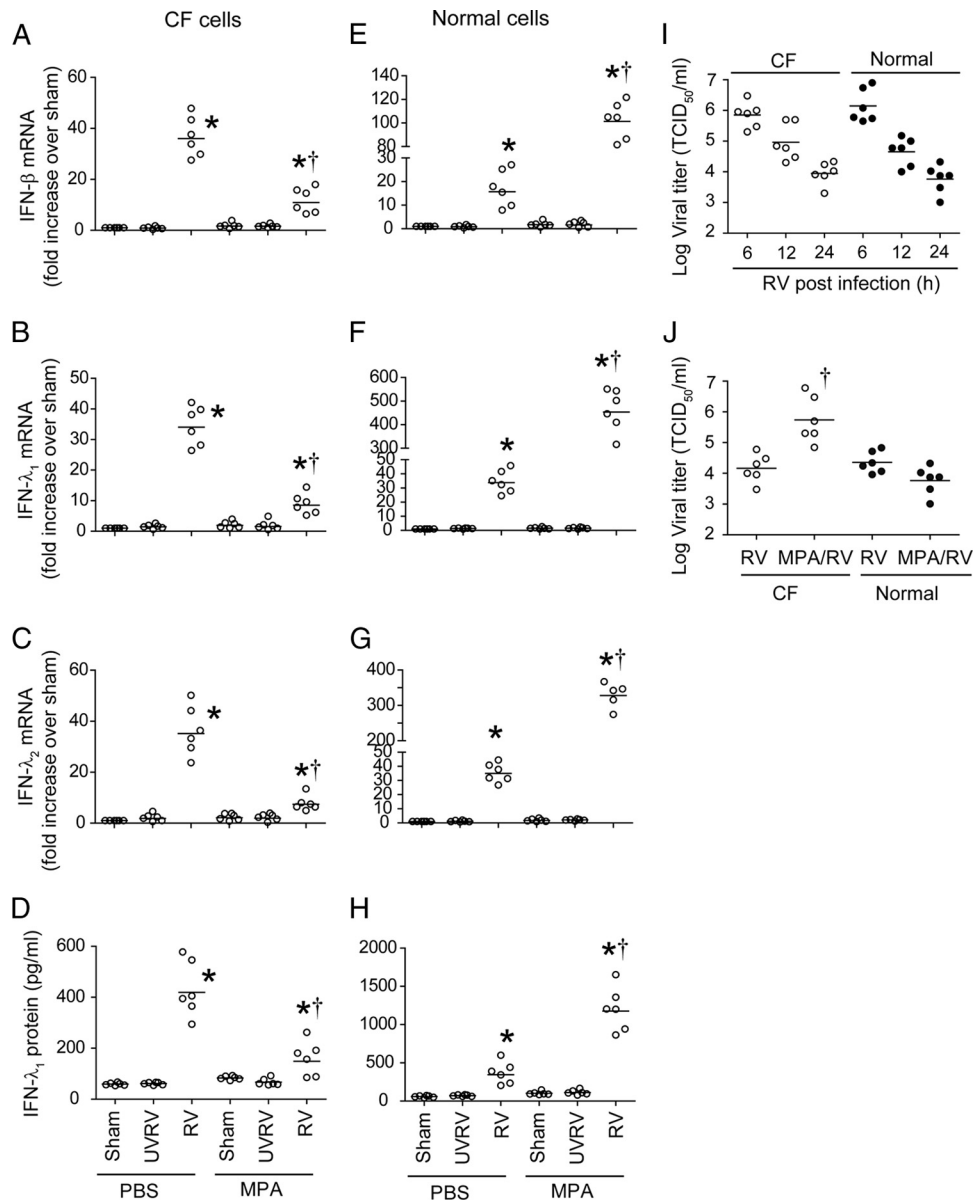 CF cells
Normal cells
A
IFN-β mRNA
(fold increase over sham)
60
40
20
0
*
*†
E
140
120
100
80
30
20
10
0
*
*†
I
CF
Normal
Log Viral titer (TCID50/ml)
7
6
5
4
3
2
6
12
24
6
12
24
RV post infection (h)
B
IFN-λ1 mRNA
(fold increase over sham)
50
40
30
20
10
0
*
*†
F
600
500
400
300
50
40
30
20
10
0
*
*†
J
Log Viral titer (TCID50/ml)
7
6
5
4
3
2
†
RV
MPA/RV
RV
MPA/RV
CF
Normal
C
IFN-λ2 mRNA
(fold increase over sham)
60
40
20
0
*
*†
G
400
300
200
50
40
30
20
10
0
*
*†
D
IFN-λ1 protein (pg/ml)
600
400
200
0
*
*†
Sham
UVRV
RV
Sham
UVRV
RV
PBS
MPA
H
2000
1500
1000
500
0
*
*†
Sham
UVRV
RV
Sham
UVRV
RV
PBS
MPA